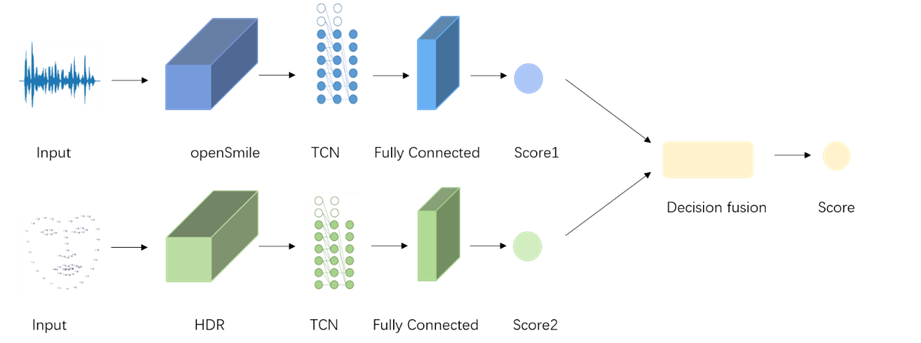 Input
openSmile
TCN
Fully Connected
Score1
Decision fusion
Score
Input
HDR
TCN
Fully Connected
Score2